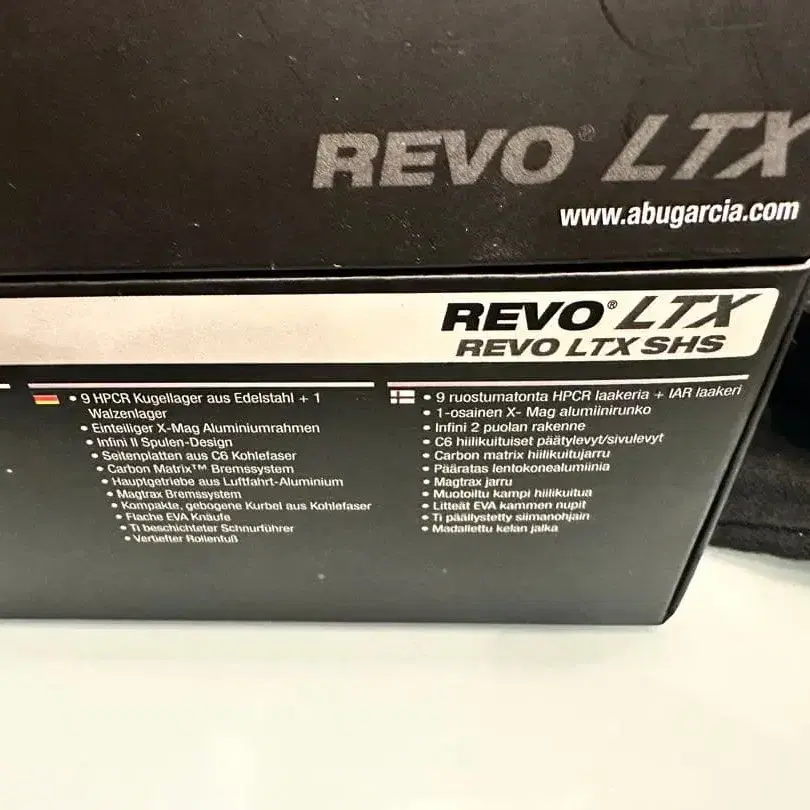 REVO® LTX
www.abugarcia.com
REVO® LTX
REVO LTX SHS
• 9 HPCR Kugellager aus Edelstahl + 1
Walzenlager
• Einteiliger X-Mag Aluminiumrahmen
• Infini II Spulen-Design
• Seitenplatten aus C6 Kohlefaser
• Carbon Matrix™ Bremssystem
• Hauptgetriebe aus Luftfahrt-Aluminium
• Magtrax Bremssystem
• Kompakte, gebogene Kurbel aus Kohlefaser
• Flache EVA Knäufe
• Ti beschichteter Schnurführer
• Vertiefter Rollenfuß
• 9 ruostumatonta HPCR laakeria + IAR laakeri
• 1-osainen X- Mag alumiinirunko
• Infini 2 puolan rakenne
• C6 hiilikuituiset päätylevyt/sivulevyt
• Carbon matrix hiilikuitujarru
• Pääratas lentokonealumiinia
• Magtrax jarru
• Muotoiltu kampi hiilikuitua
• Litteät EVA kammen nupit
• Ti päällystetty siimanohjain
• Madallettu kelan jalka